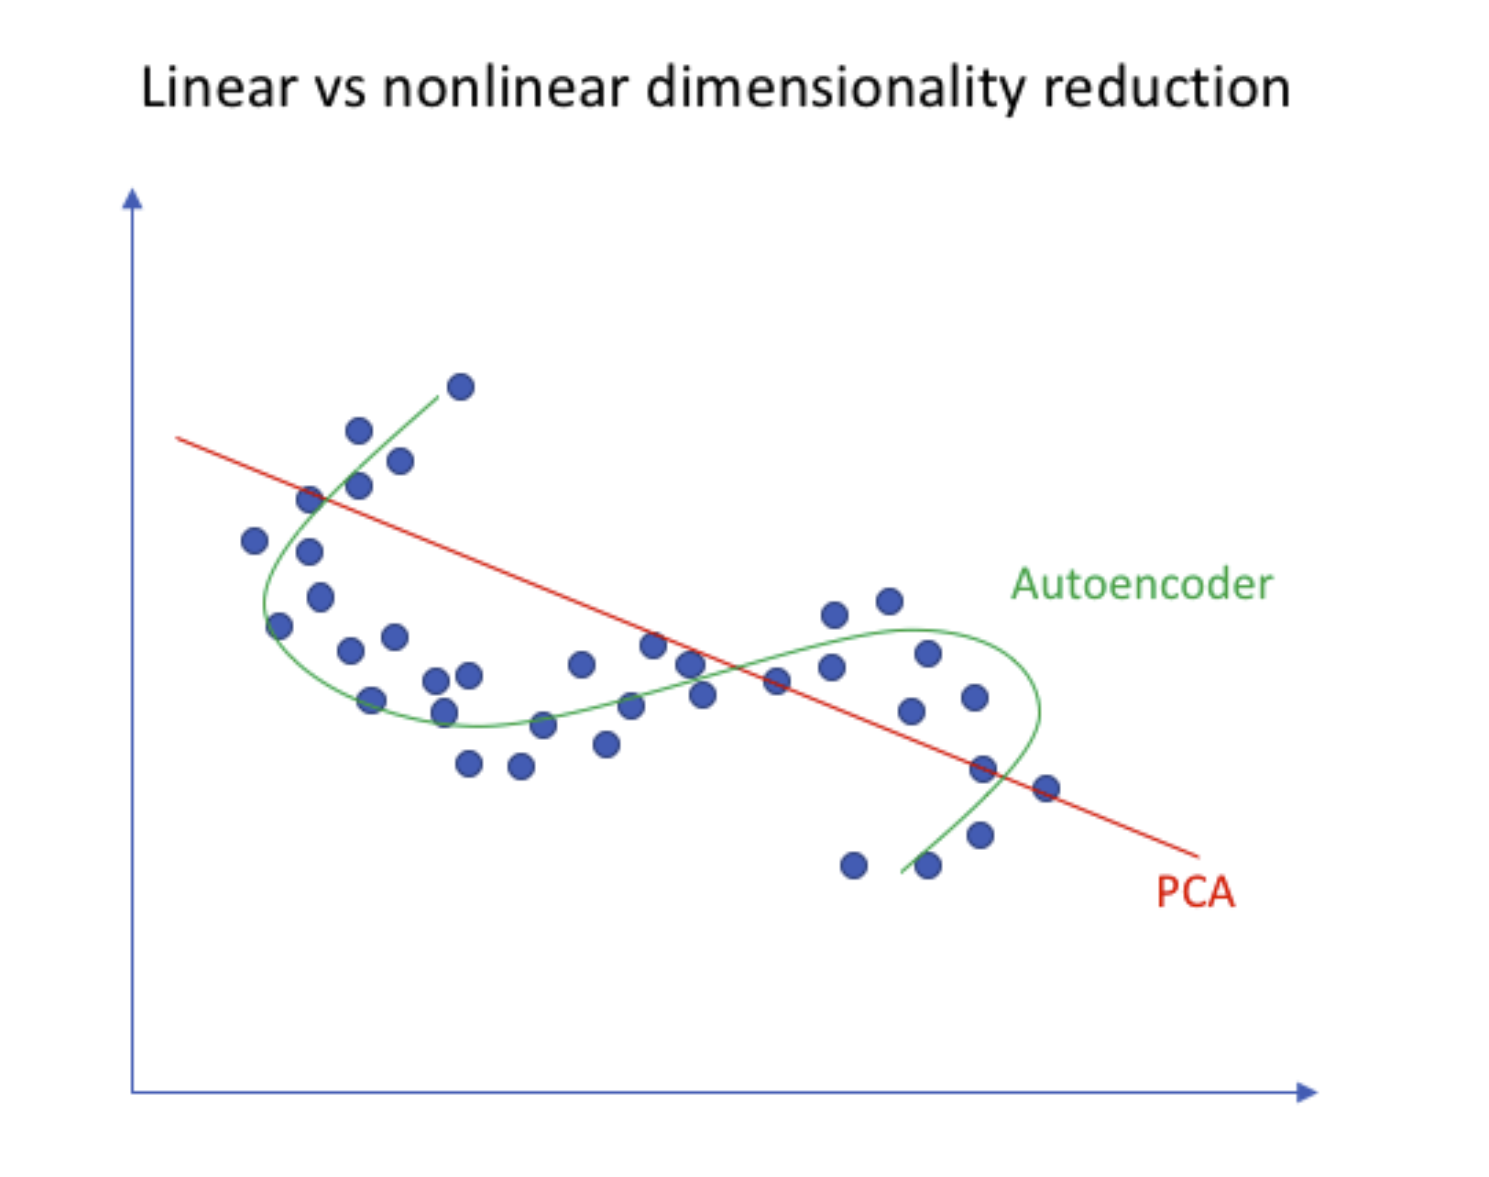 Linear vs nonlinear dimensionality reduction
Autoencoder
PCA